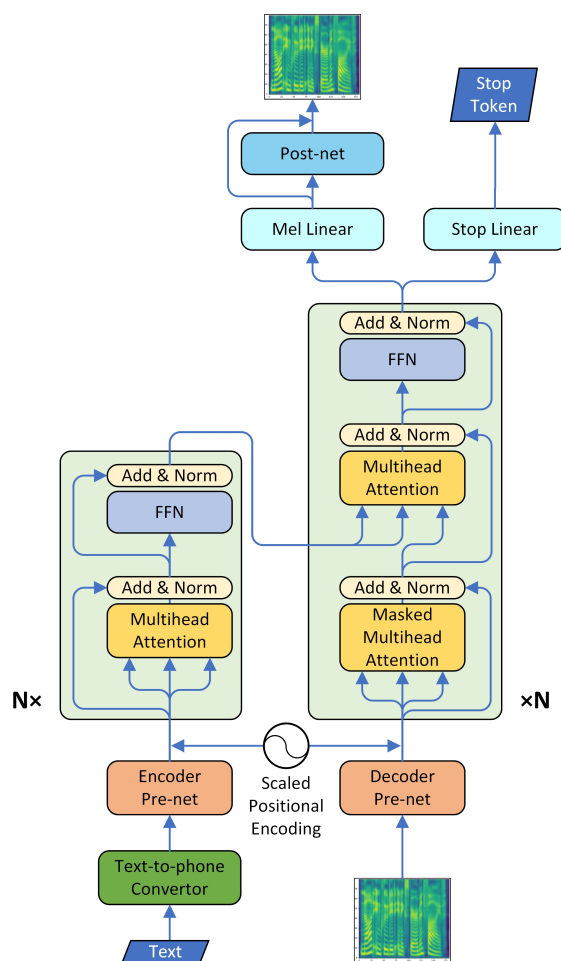 Stop
Token
Post-net
Mel Linear
Stop Linear
Add & Norm
FFN
Add & Norm
Multihead
Attention
Add & Norm
FFN
Add & Norm
Multihead
Attention
Add & Norm
Masked
Multihead
Attention
N×
×N
Encoder
Pre-net
Scaled
Positional
Encoding
Decoder
Pre-net
Text-to-phone
Convertor
Text